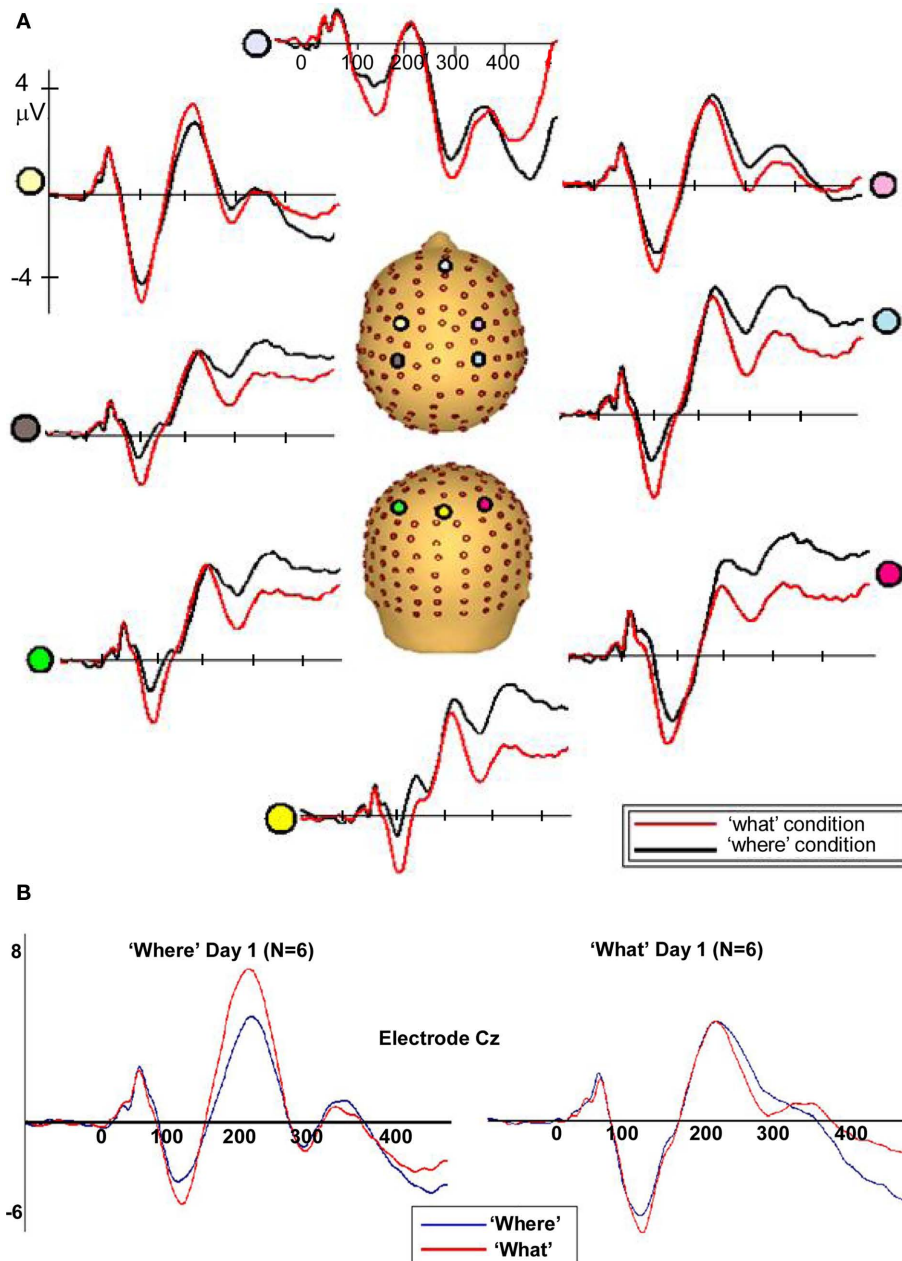 A
4
μV
-4
0 100 200 300 400
'what' condition
'where' condition
B
8
'Where' Day 1 (N=6)
'What' Day 1 (N=6)
Electrode Cz
0 100 200 300 400
0 100 200 300 400
-6
'Where'
'What'